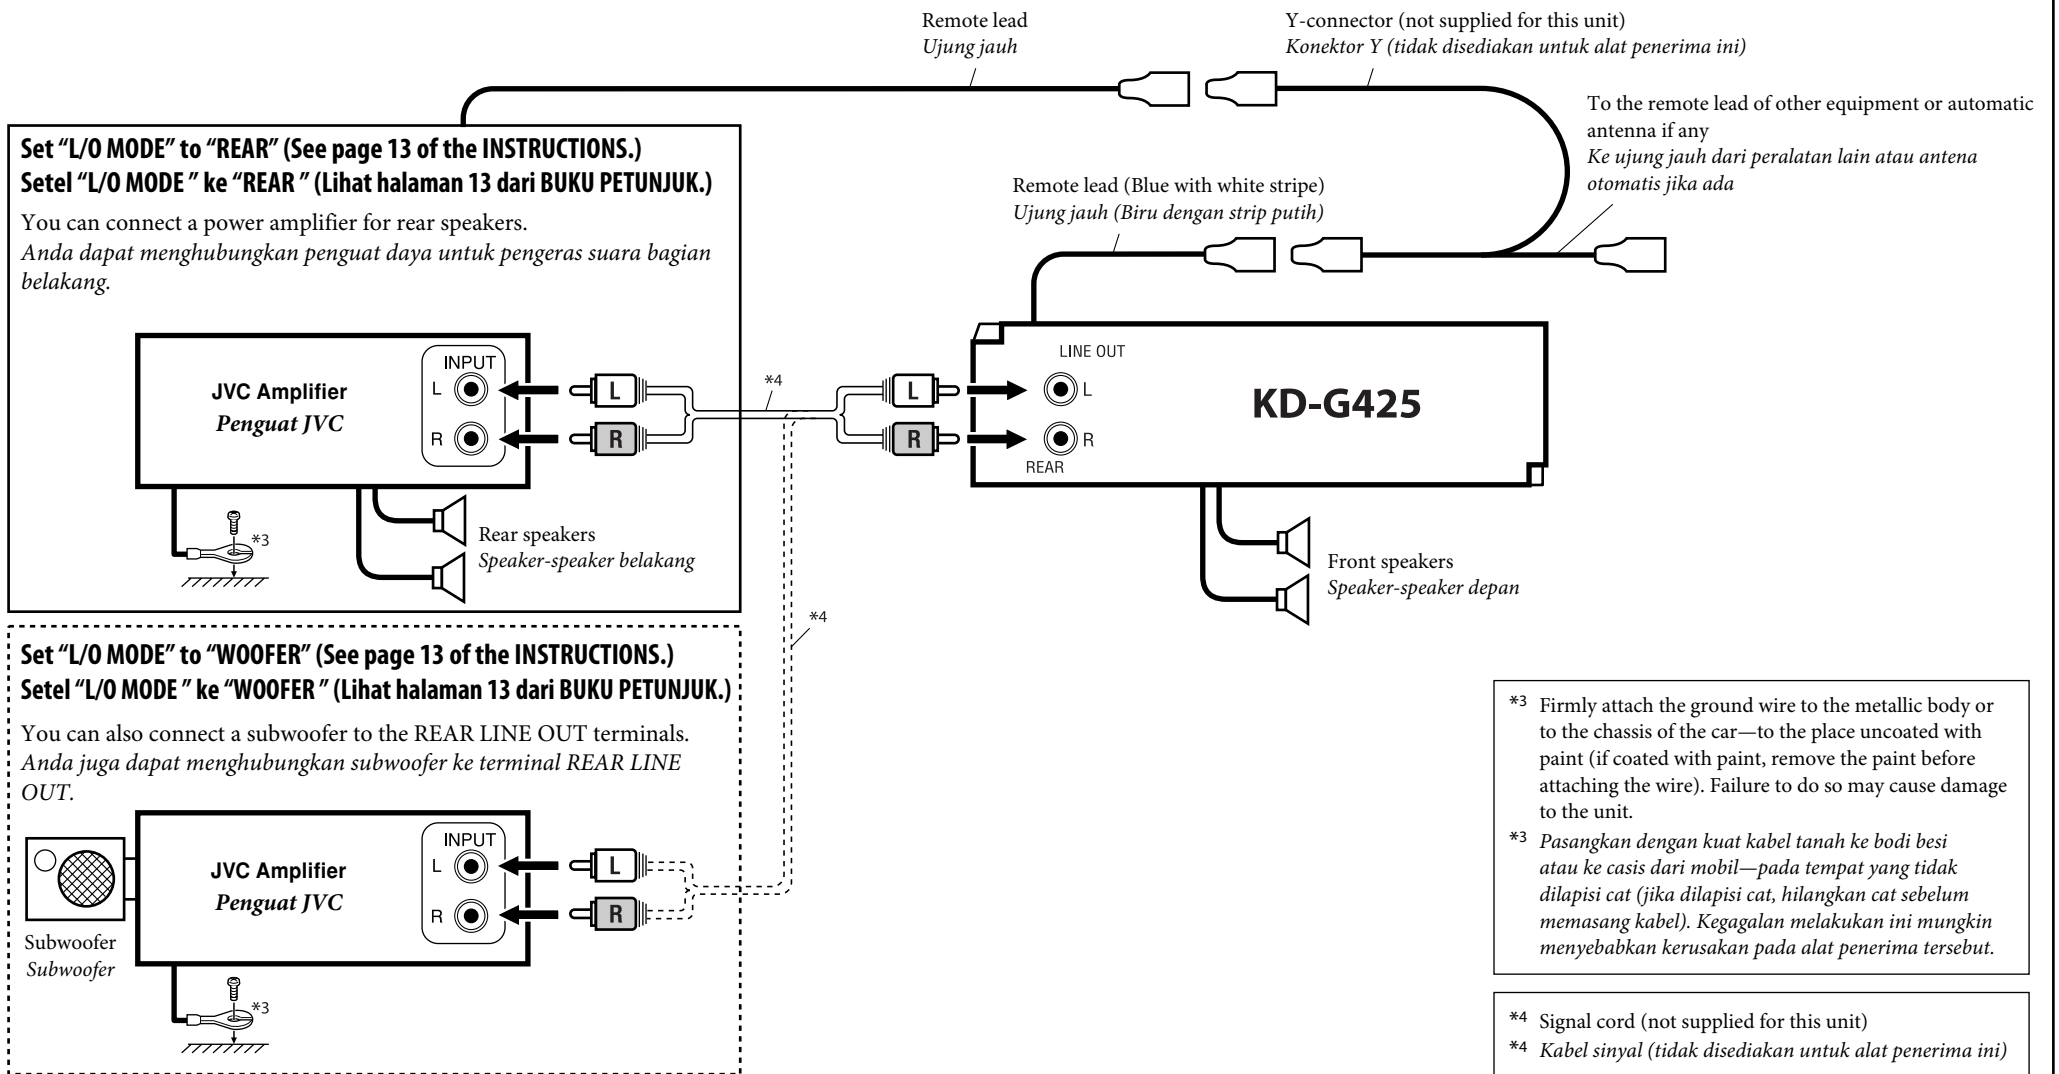 Remote lead
Ujung jauh
Y-connector (not supplied for this unit)
Konektor Y (tidak disediakan untuk alat penerima ini)
To the remote lead of other equipment or automatic
antenna if any
Ke ujung jauh dari peralatan lain atau antena
otomatis jika ada
Remote lead (Blue with white stripe)
Ujung jauh (Biru dengan strip putih)
Set “L/O MODE” to “REAR” (See page 13 of the INSTRUCTIONS.)
Setel “L/O MODE ” ke “REAR ” (Lihat halaman 13 dari BUKU PETUNJUK.)
You can connect a power amplifier for rear speakers.
Anda dapat menghubungkan penguat daya untuk pengeras suara bagian
belakang.
JVC Amplifier
Penguat JVC
INPUT
L
R
L
R
*4
L
R
LINE OUT
L
R
REAR
KD-G425
*3
Rear speakers
Speaker-speaker belakang
Front speakers
Speaker-speaker depan
*4
Set “L/O MODE” to “WOOFER” (See page 13 of the INSTRUCTIONS.)
Setel “L/O MODE ” ke “WOOFER ” (Lihat halaman 13 dari BUKU PETUNJUK.)
You can also connect a subwoofer to the REAR LINE OUT terminals.
Anda juga dapat menghubungkan subwoofer ke terminal REAR LINE
OUT.
JVC Amplifier
Penguat JVC
INPUT
L
R
L
R
Subwoofer
Subwoofer
*3
*3 Firmly attach the ground wire to the metallic body or
to the chassis of the car—to the place uncoated with
paint (if coated with paint, remove the paint before
attaching the wire). Failure to do so may cause damage
to the unit.
*3 Pasangkan dengan kuat kabel tanah ke bodi besi
atau ke casis dari mobil—pada tempat yang tidak
dilapisi cat (jika dilapisi cat, hilangkan cat sebelum
memasang kabel). Kegagalan melakukan ini mungkin
menyebabkan kerusakan pada alat penerima tersebut.
*4 Signal cord (not supplied for this unit)
*4 Kabel sinyal (tidak disediakan untuk alat penerima ini)